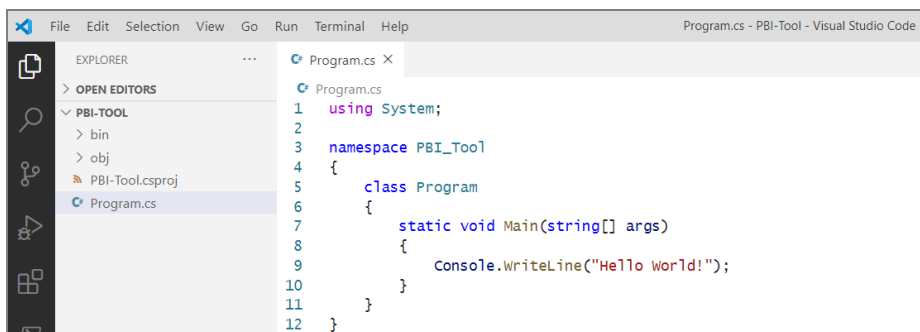 File Edit Selection View Go Run Terminal Help Program.cs - PBI-Tool - Visual Studio Code
EXPLORER ...
OPEN EDITORS
PBI-TOOL
bin
obj
PBI-Tool.csproj
C# Program.cs
C# Program.cs
C# Program.cs
1 using System;
2
3 namespace PBI_Tool
4 {
5 class Program
6 {
7 static void Main(string[] args)
8 {
9 Console.WriteLine("Hello World!");
10 }
11 }
12 }